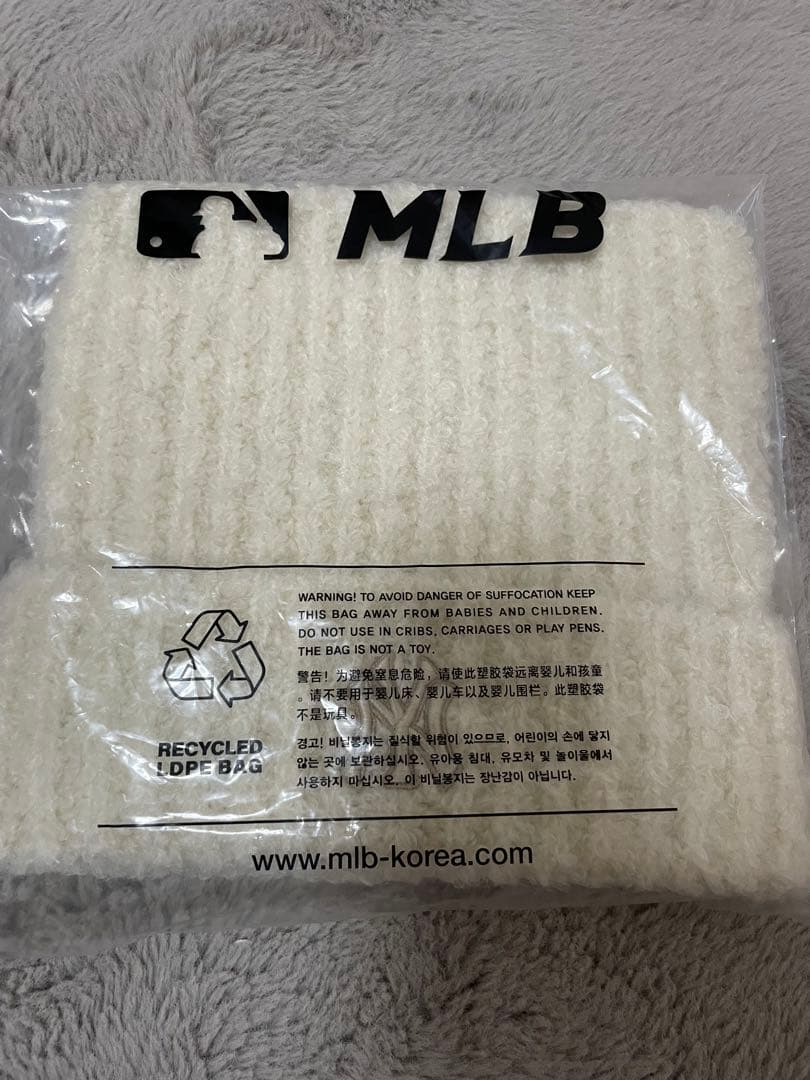 MLB
WARNING! TO AVOID DANGER OF SUFFOCATION KEEP
THIS BAG AWAY FROM BABIES AND CHILDREN.
DO NOT USE IN CRIBS, CARRIAGES OR PLAY PENS.
THE BAG IS NOT A TOY.
警告！为避免窒息危险，请使此塑胶袋远离婴儿和孩童
。请不要用于婴儿床、婴儿车以及婴儿围栏。此塑胶袋
不是玩具。
경고! 비닐봉지는 질식할 위험이 있으므로, 어린이의 손에 닿지
않는 곳에 보관하십시오. 유아용 침대, 유모차 및 놀이울에서
사용하지 마십시오. 이 비닐봉지는 장난감이 아닙니다.
RECYCLED
LDPE BAG
www.mlb-korea.com